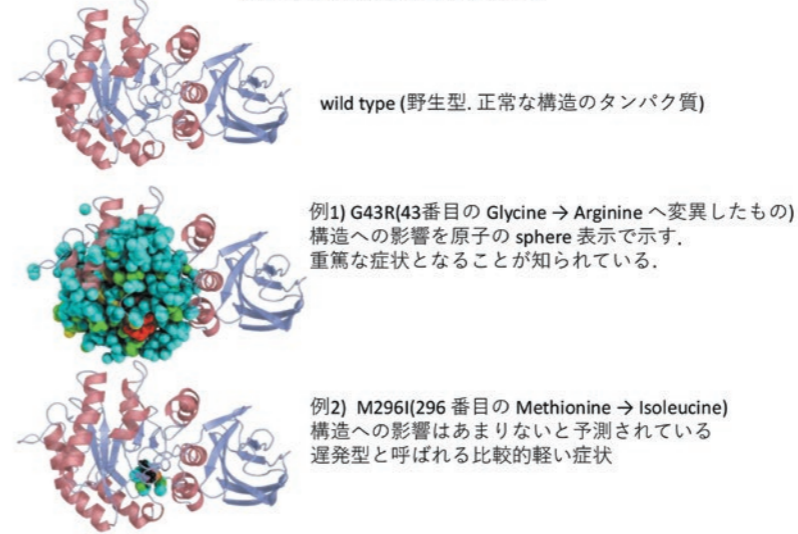 wild type (野生型. 正常な構造のタンパク質)
例1) G43R(43番目の Glycine → Arginine へ変異したもの)
構造への影響を原子の sphere 表示で示す.
重篤な症状となることが知られている.
例2) M296I(296 番目の Methionine → Isoleucine)
構造への影響はあまりないと予測されている
遅発型と呼ばれる比較的軽い症状